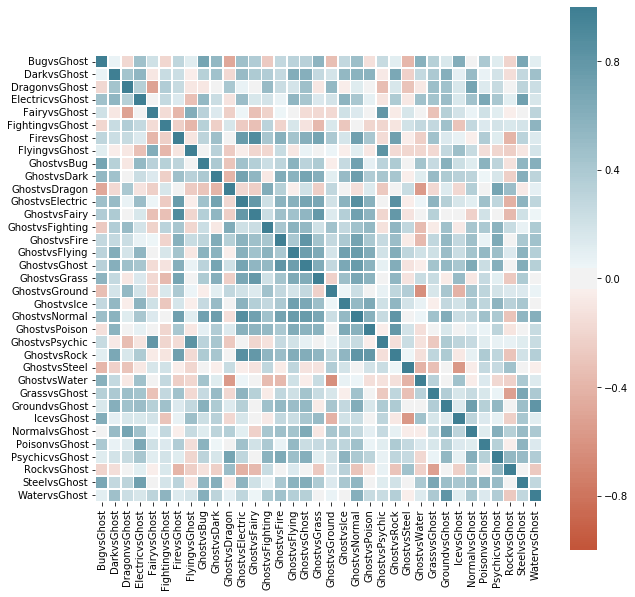 BugvsGhost
DarkvsGhost
DragonvsGhost
ElectricvsGhost
FairyvsGhost
FightingvsGhost
FirevsGhost
FlyingvsGhost
GhostvsBug
GhostvsDark
GhostvsDragon
GhostvsElectric
GhostvsFairy
GhostvsFighting
GhostvsFire
GhostvsFlying
GhostvsGhost
GhostvsGrass
GhostvsGround
GhostvsIce
GhostvsNormal
GhostvsPoison
GhostvsPsychic
GhostvsRock
GhostvsSteel
GhostvsWater
GrassvsGhost
GroundvsGhost
IcevsGhost
NormalvsGhost
PoisonvsGhost
PsychicvsGhost
RockvsGhost
SteelvsGhost
WatervsGhost
BugvsGhost
DarkvsGhost
DragonvsGhost
ElectricvsGhost
FairyvsGhost
FightingvsGhost
FirevsGhost
FlyingvsGhost
GhostvsBug
GhostvsDark
GhostvsDragon
GhostvsElectric
GhostvsFairy
GhostvsFighting
GhostvsFire
GhostvsFlying
GhostvsGhost
GhostvsGrass
GhostvsGround
GhostvsIce
GhostvsNormal
GhostvsPoison
GhostvsPsychic
GhostvsRock
GhostvsSteel
GhostvsWater
GrassvsGhost
GroundvsGhost
IcevsGhost
NormalvsGhost
PoisonvsGhost
PsychicvsGhost
RockvsGhost
SteelvsGhost
WatervsGhost
0.8
0.4
0.0
−0.4
−0.8